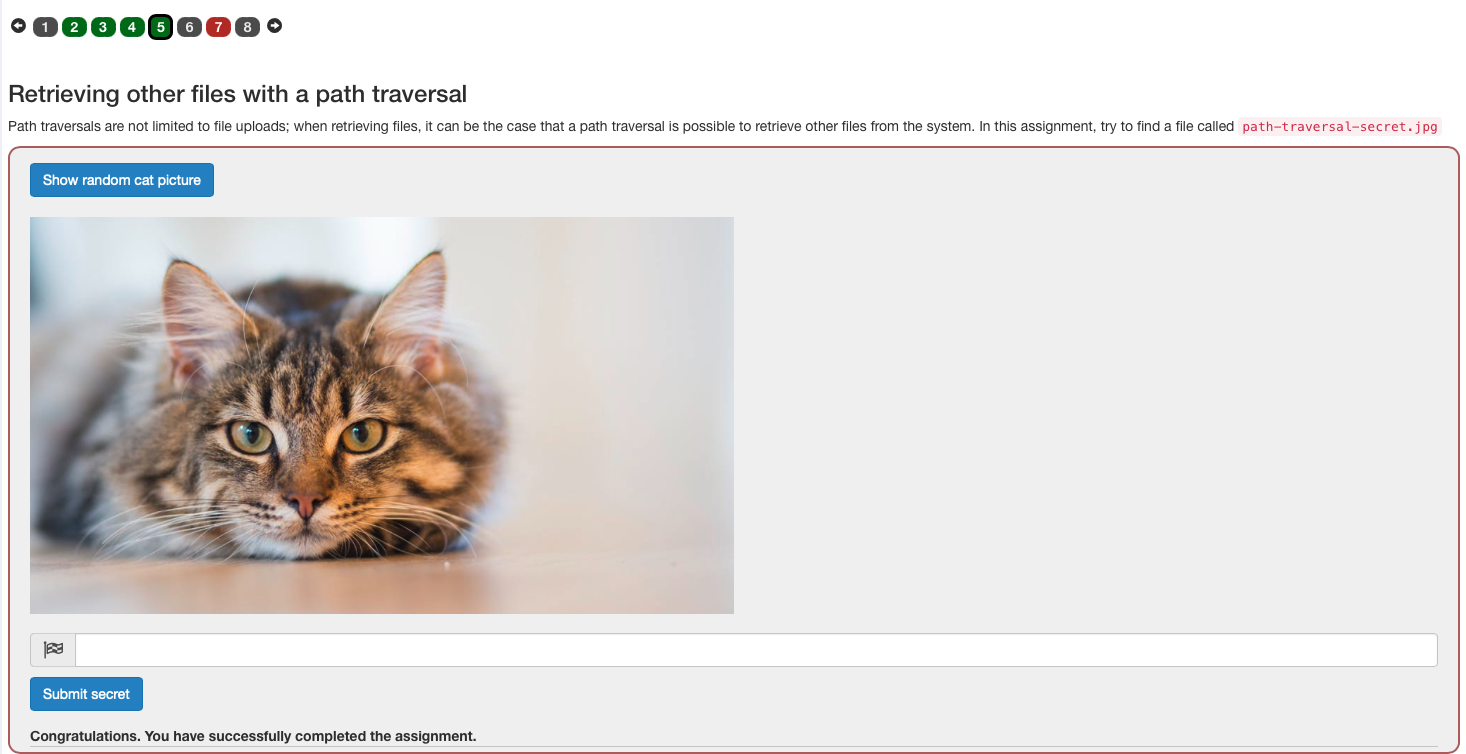 1 2 3 4 5 6 7 8
Retrieving other files with a path traversal
Path traversals are not limited to file uploads; when retrieving files, it can be the case that a path traversal is possible to retrieve other files from the system. In this assignment, try to find a file called path-traversal-secret.jpg
Show random cat picture
Submit secret
Congratulations. You have successfully completed the assignment.